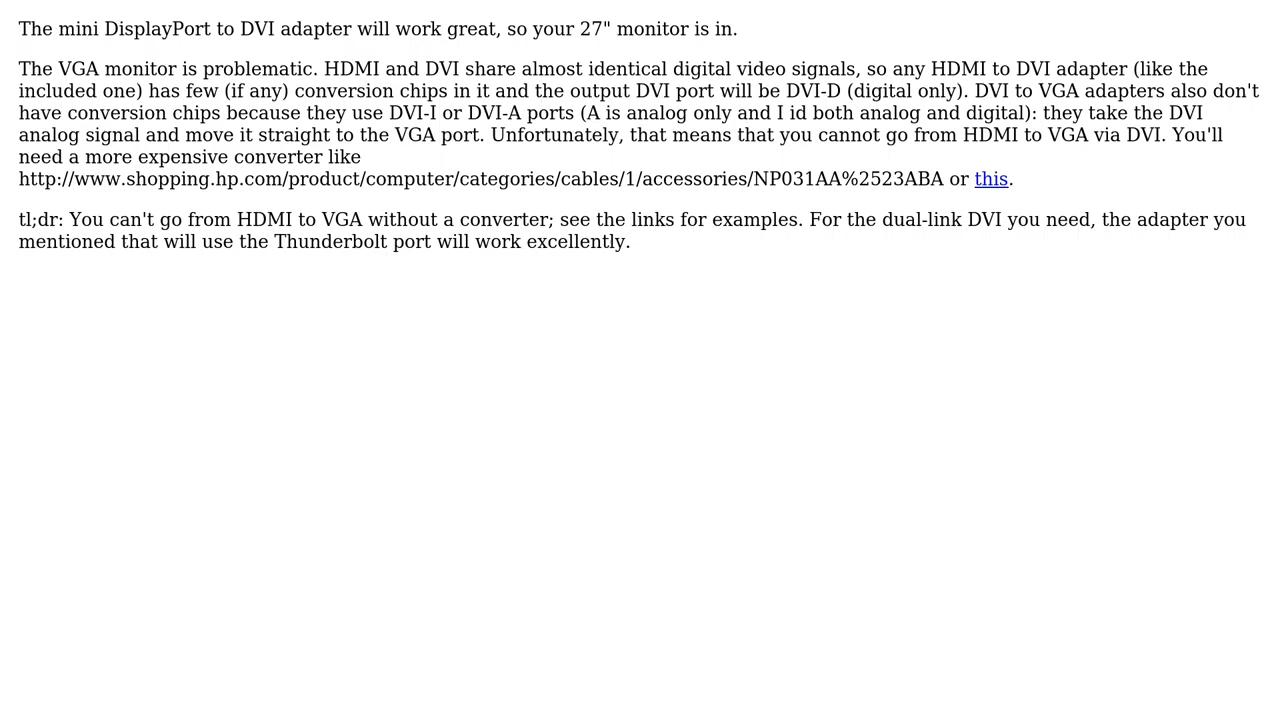 The mini DisplayPort to DVI adapter will work great, so your 27" monitor is in.
The VGA monitor is problematic. HDMI and DVI share almost identical digital video signals, so any HDMI to DVI adapter (like the
included one) has few (if any) conversion chips in it and the output DVI port will be DVI-D (digital only). DVI to VGA adapters also don't
have conversion chips because they use DVI-I or DVI-A ports (A is analog only and I id both analog and digital): they take the DVI
analog signal and move it straight to the VGA port. Unfortunately, that means that you cannot go from HDMI to VGA via DVI. You'll
need a more expensive converter like
http://www.shopping.hp.com/product/computer/categories/cables/1/accessories/NP031AA%2523ABA or this.
tl;dr: You can't go from HDMI to VGA without a converter; see the links for examples. For the dual-link DVI you need, the adapter you
mentioned that will use the Thunderbolt port will work excellently.